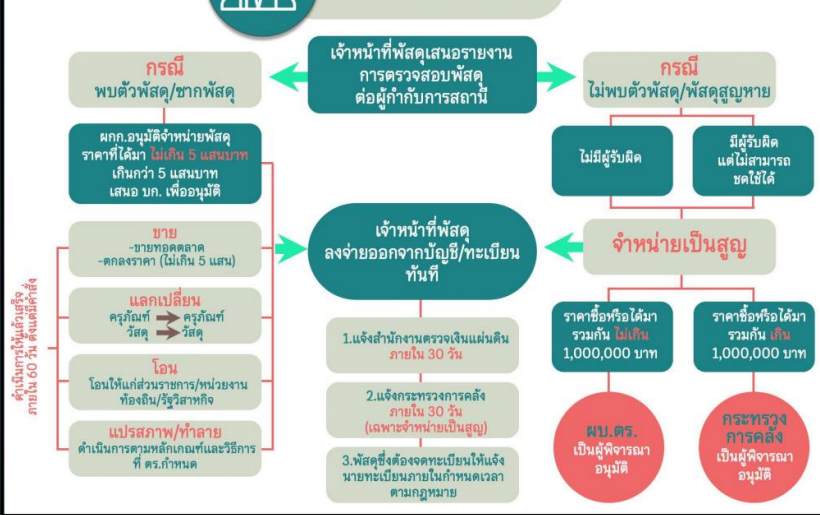 เจ้าหน้าที่พัสดุเสนอรายงาน
การตรวจสอบพัสดุ
ต่อผู้กำกับการสถานี
กรณี
พบตัวพัสดุ/ซากพัสดุ
กรณี
ไม่พบตัวพัสดุ/พัสดุสูญหาย
ผกก.อนุมัติจำหน่ายพัสดุ
ราคาที่ได้มา ไม่เกิน 5 แสนบาท
เกินกว่า 5 แสนบาท
เสนอ บก. เพื่ออนุมัติ
ไม่มีผู้รับผิด
มีผู้รับผิด
แต่ไม่สามารถ
ชดใช้ได้
ดำเนินการให้แล้วเสร็จ
ภายใน 60 วัน ตั้งแต่มีคำสั่ง
ขาย
-ขายทอดตลาด
-ตกลงราคา (ไม่เกิน 5 แสน)
แลกเปลี่ยน
ครุภัณฑ์ ครุภัณฑ์
วัสดุ วัสดุ
โอน
โอนให้แก่ส่วนราชการ/หน่วยงาน
ท้องถิ่น/รัฐวิสาหกิจ
แปรสภาพ/ทำลาย
ดำเนินการตามหลักเกณฑ์และวิธีการ
ที่ ตร.กำหนด
เจ้าหน้าที่พัสดุ
ลงจ่ายออกจากบัญชี/ทะเบียน
ทันที
1.แจ้งสำนักงานตรวจเงินแผ่นดิน
ภายใน 30 วัน
2.แจ้งกระทรวงการคลัง
ภายใน 30 วัน
(เฉพาะจำหน่ายเป็นสูญ)
3.พัสดุซึ่งต้องจดทะเบียนให้แจ้ง
นายทะเบียนภายในกำหนดเวลา
ตามกฎหมาย
จำหน่ายเป็นสูญ
ราคาซื้อหรือได้มา
รวมกัน ไม่เกิน
1,000,000 บาท
ราคาซื้อหรือได้มา
รวมกัน เกิน
1,000,000 บาท
ผบ.ตร.
เป็นผู้พิจารณา
อนุมัติ
กระทรวง
การคลัง
เป็นผู้พิจารณา
อนุมัติ